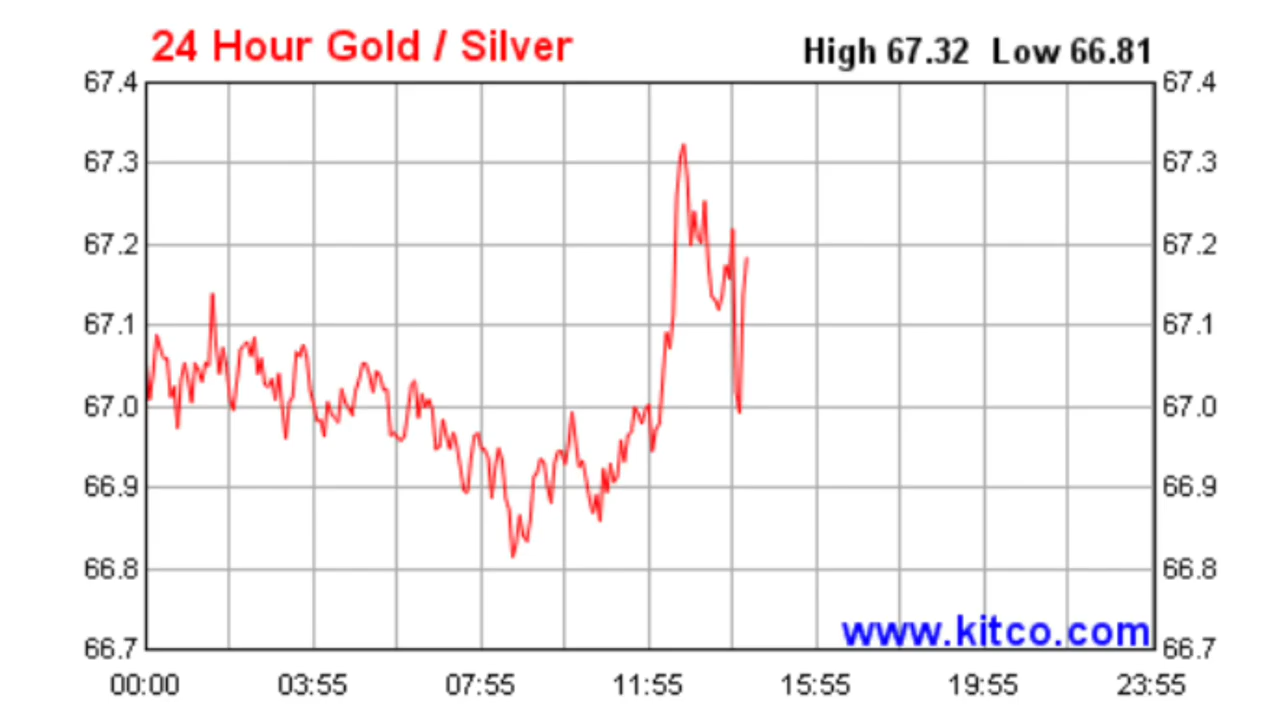 24 Hour Gold / Silver High 67.32 Low 66.81
67.4 67.4
67.3 67.3
67.2 67.2
67.1 67.1
67.0 67.0
66.9 66.9
66.8 66.8
www.kitco.com
66.7 66.7
00:00 03:55 07:55 11:55 15:55 19:55 23:55